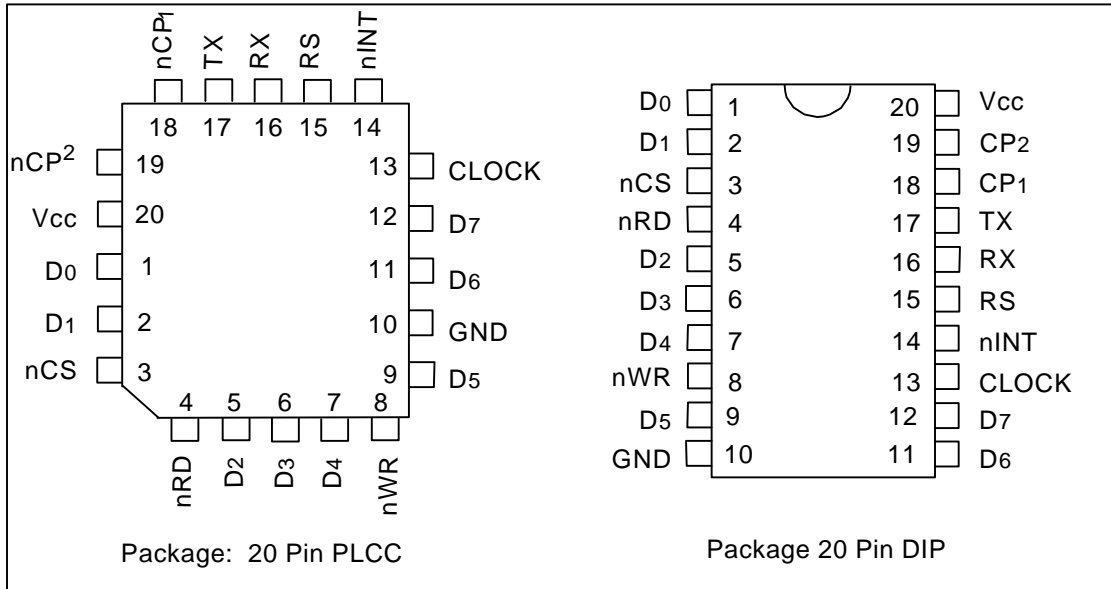 nCP1 TX RX RS nINT
18 17 16 15 14
nCP2 19
Vcc 20
D0 1
D1 2
nCS 3
13 CLOCK
12 D7
11 D6
10 GND
9 D5
4 5 6 7 8
nRD D2 D3 D4 nWR
Package: 20 Pin PLCC
D0 1 20 Vcc
D1 2 19 CP2
nCS 3 18 CP1
nRD 4 17 TX
D2 5 16 RX
D3 6 15 RS
D4 7 14 nINT
nWR 8 13 CLOCK
D5 9 12 D7
GND 10 11 D6
Package 20 Pin DIP